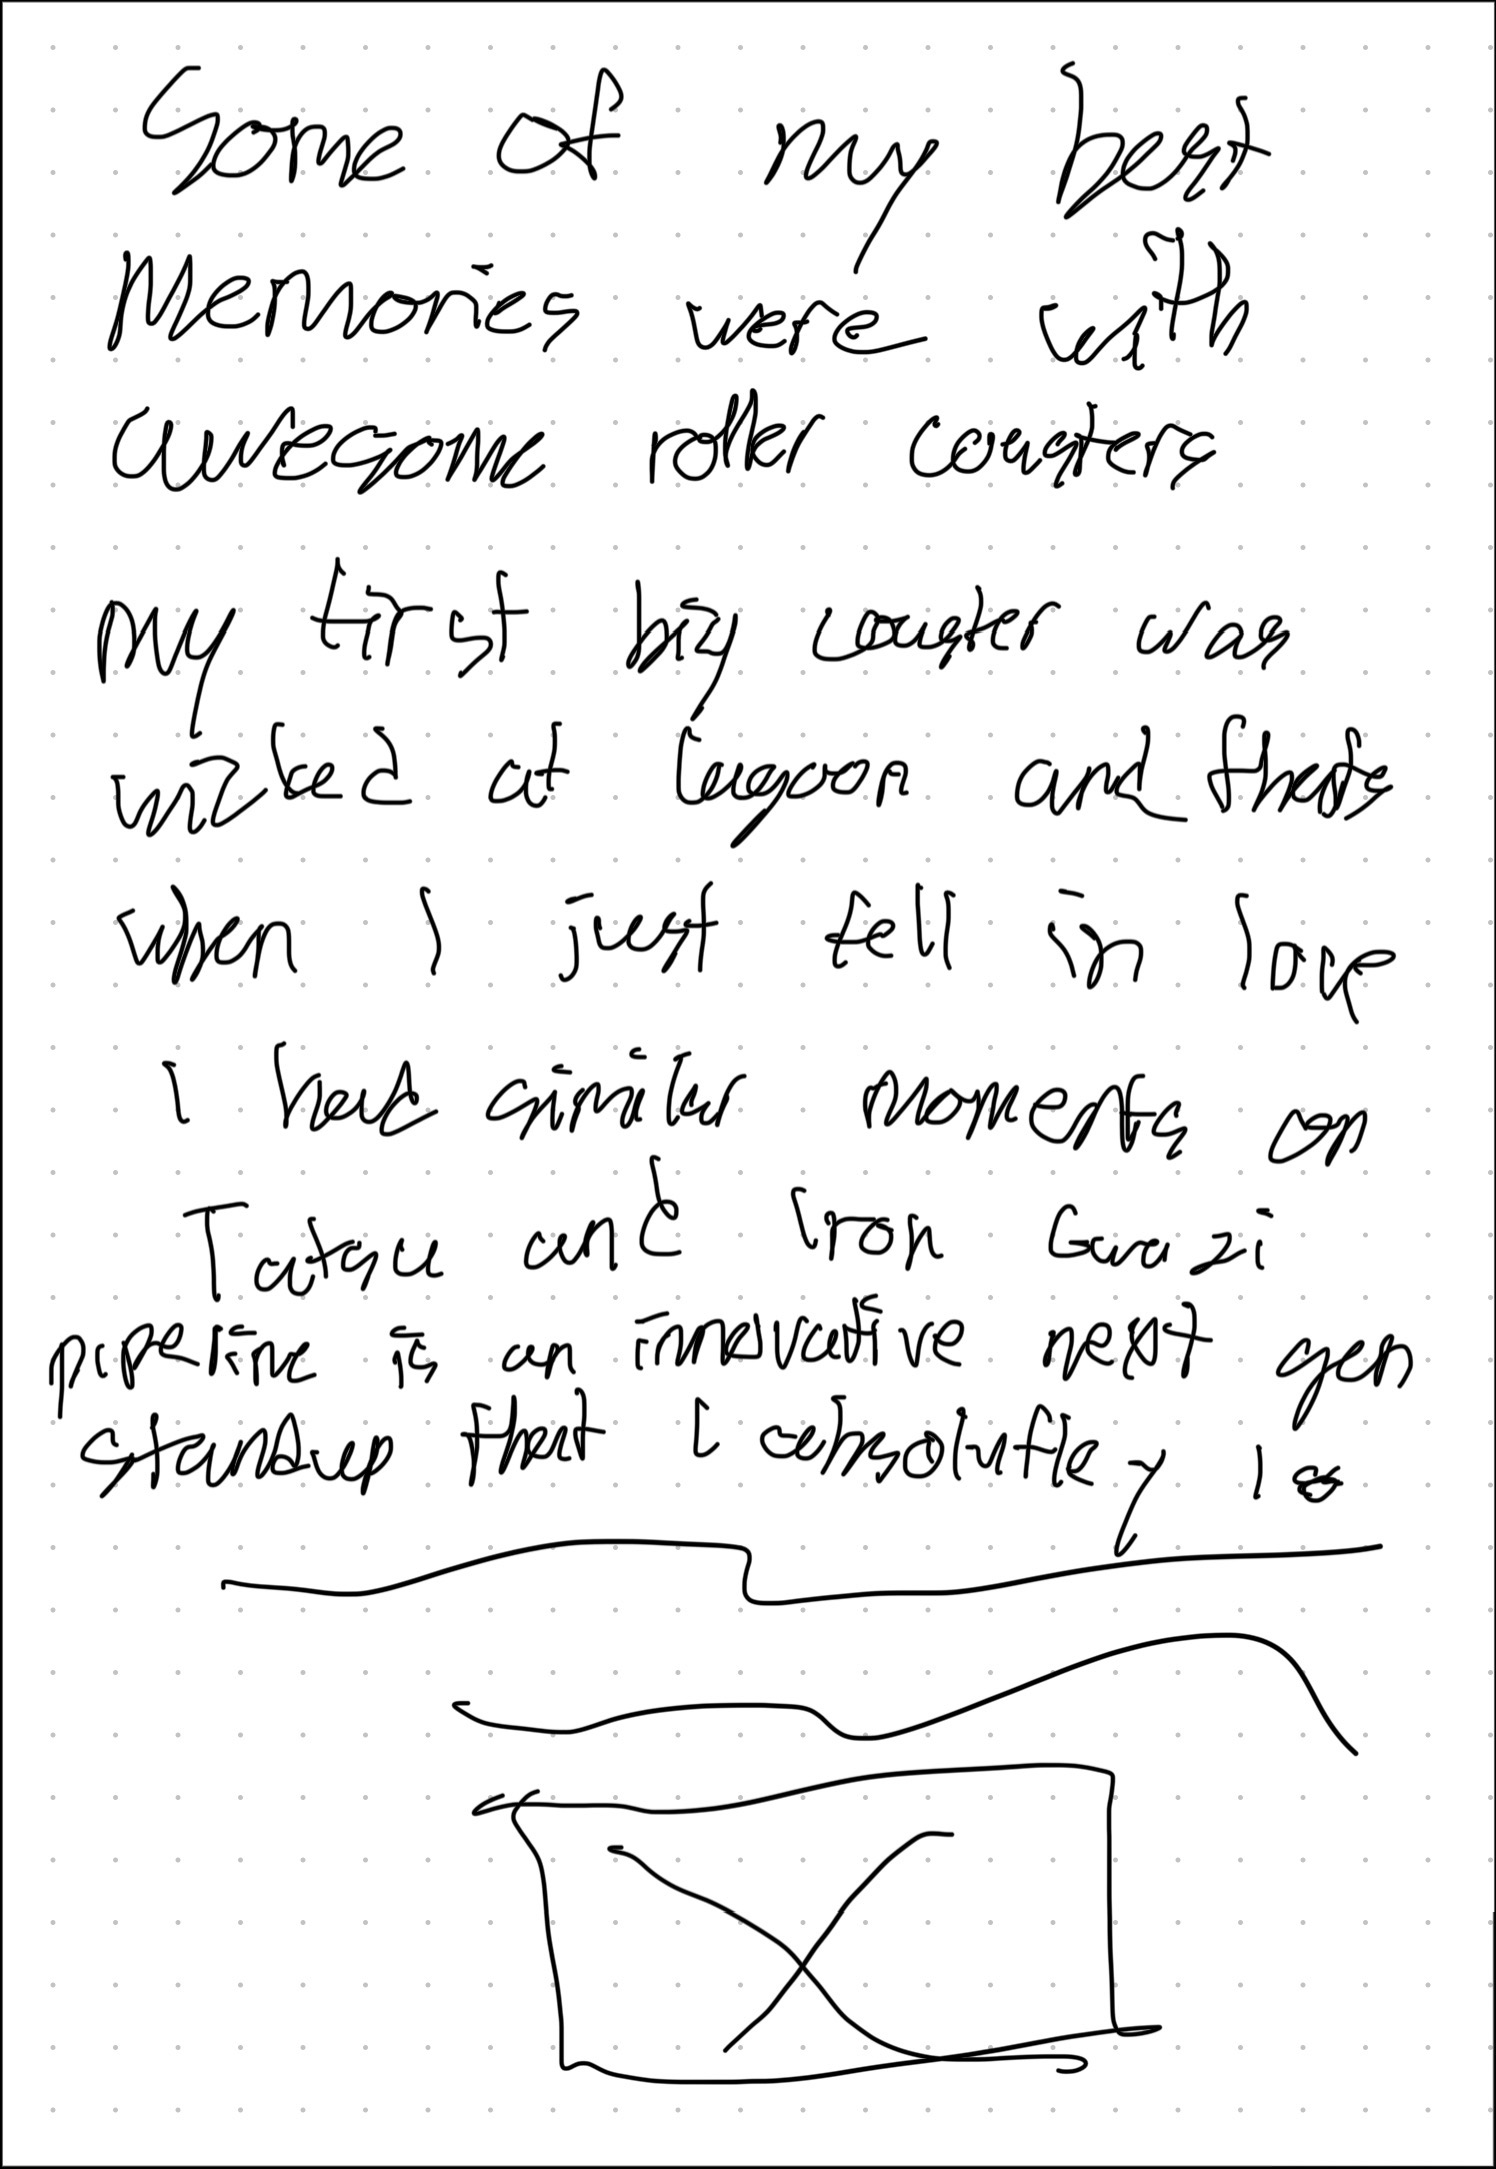 Some of my best
Memories were with
awesome roller coasters
my first big coaster was
wicked at lagoon and thats
when I just fell in love
I had similar moments on
Tatsu and Iron Gwazi
pipeline is an innovative next gen
standup that I absolutley